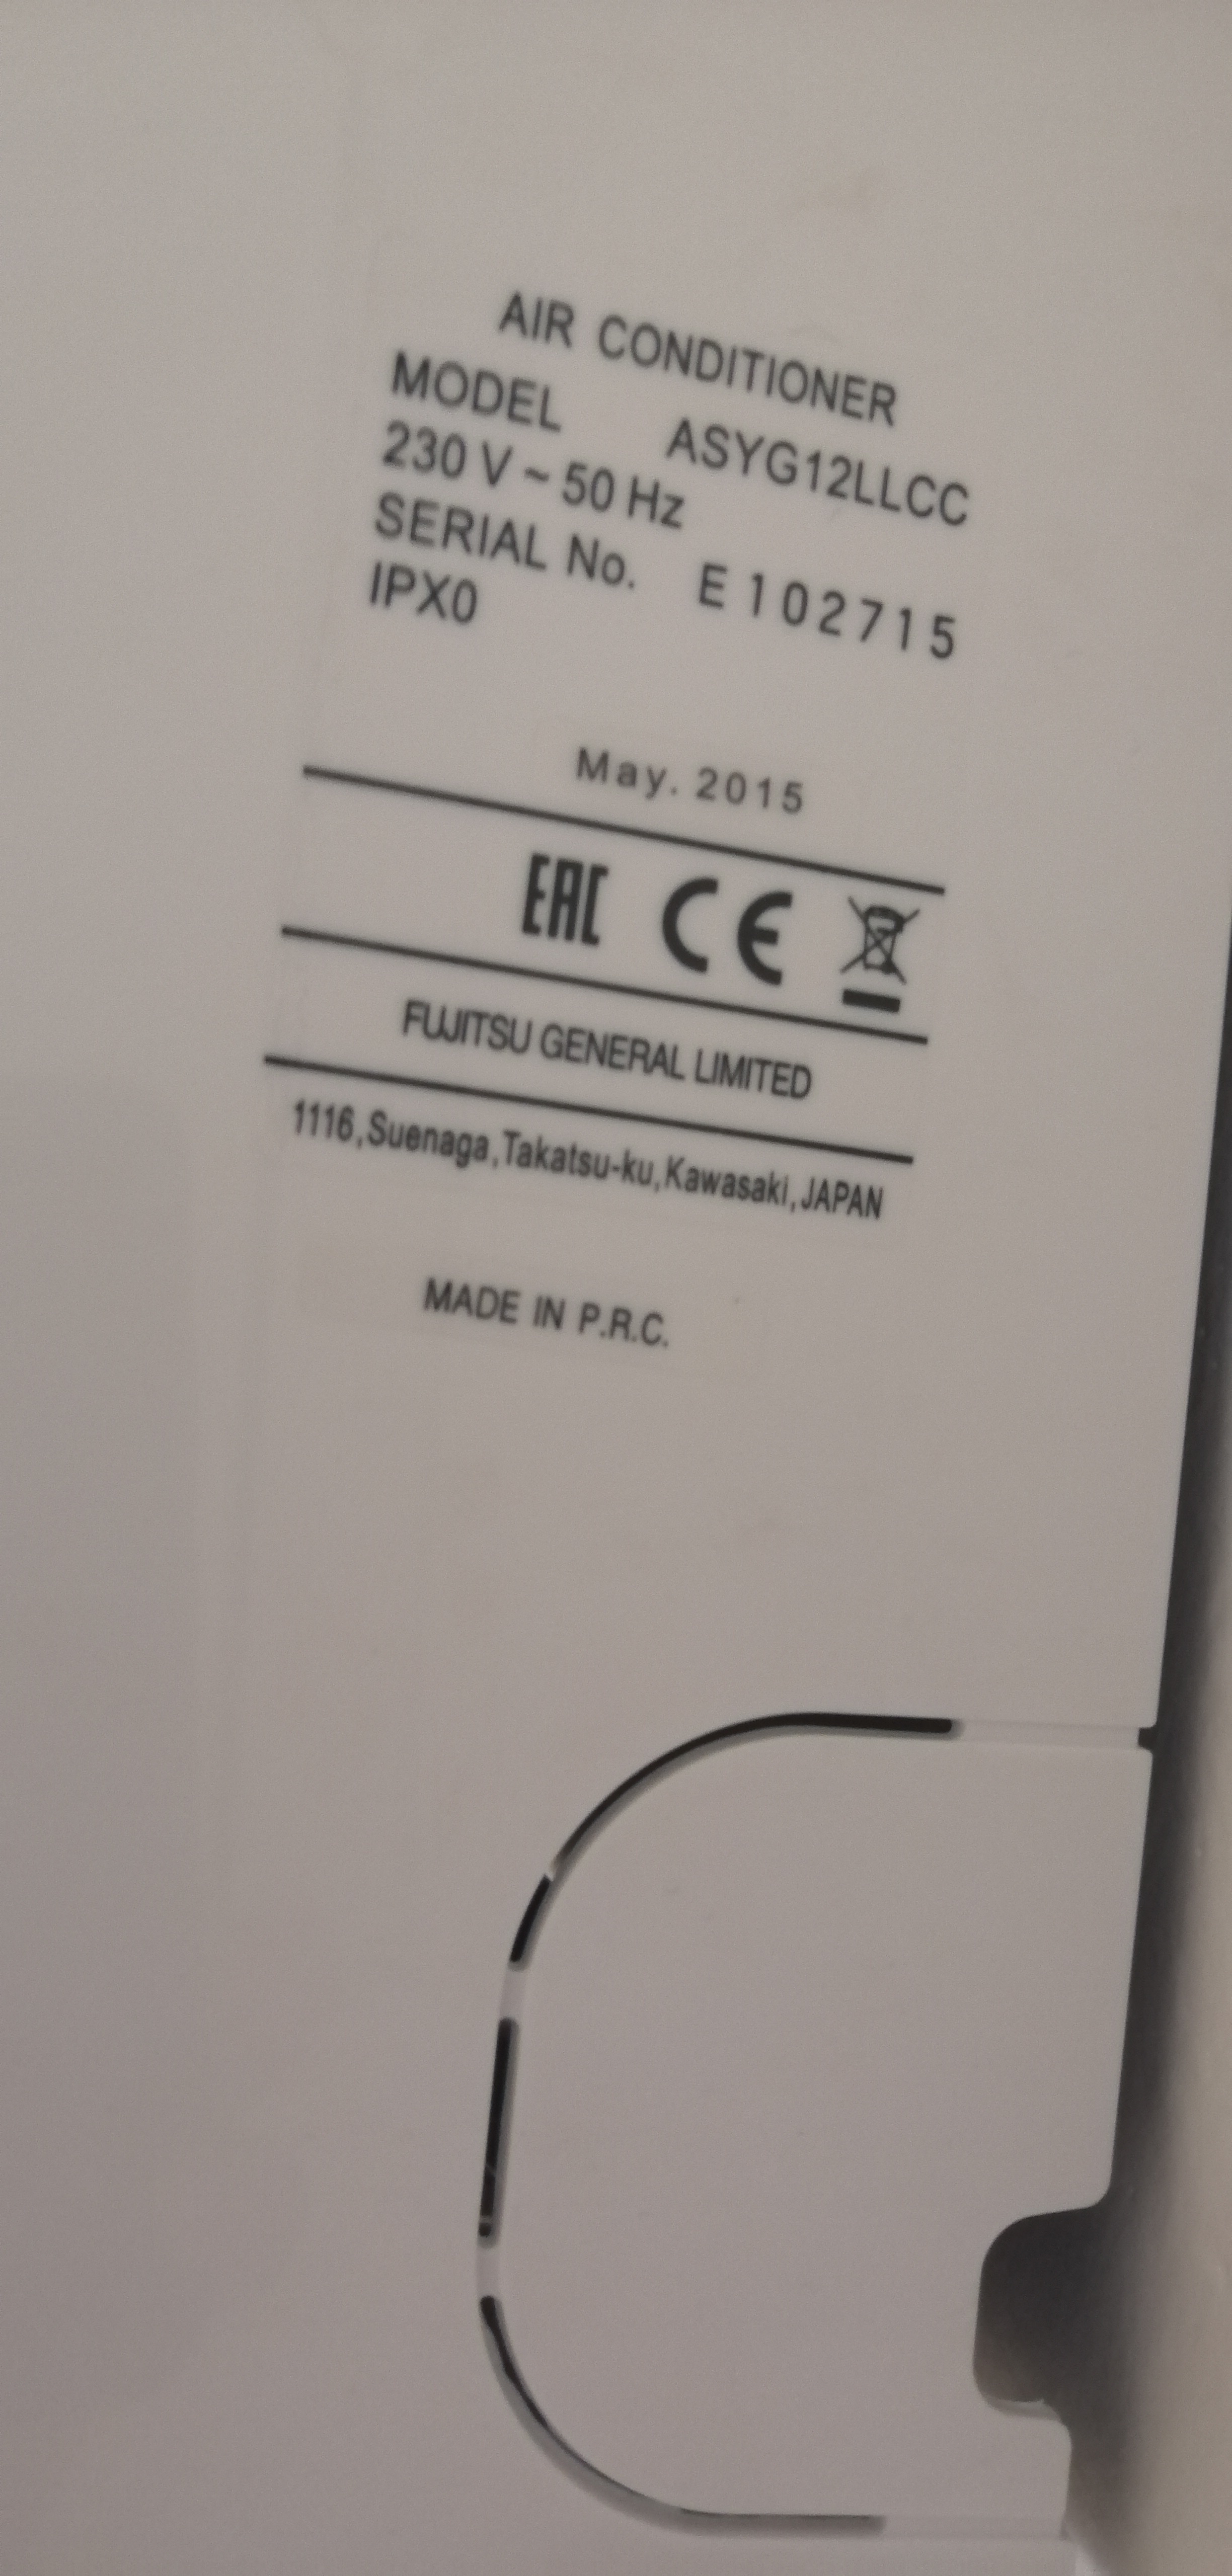 AIR CONDITIONER
MODEL ASYG12LLCC
230 V ~ 50 Hz
SERIAL No. E102715
IPX0
May. 2015
EAC CE
FUJITSU GENERAL LIMITED
1116,Suenaga,Takatsu-ku,Kawasaki,JAPAN
MADE IN P.R.C.